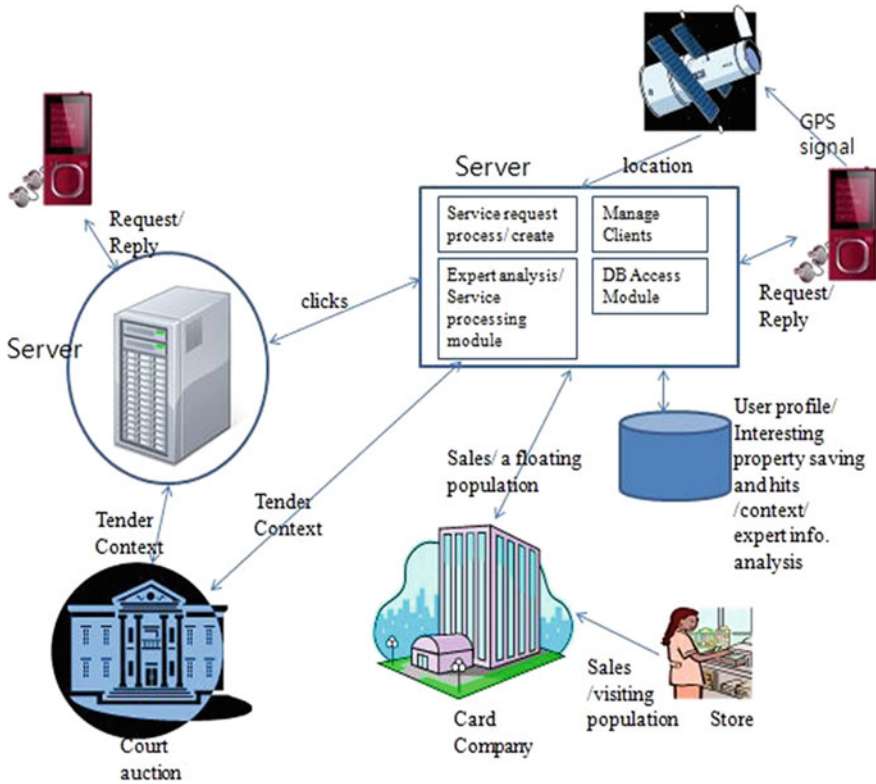 GPS
signal
Server
location
Request/
Reply
Service request
process/ create
Manage
Clients
Expert analysis/
Service
processing
module
DB Access
Module
clicks
Request/
Reply
Server
User profile/
Interesting
property saving
and hits
/context/
expert info.
analysis
Sales/ a floating
population
Tender
Context
Tender
Context
Sales
/visiting
population
Store
Card
Company
Court
auction